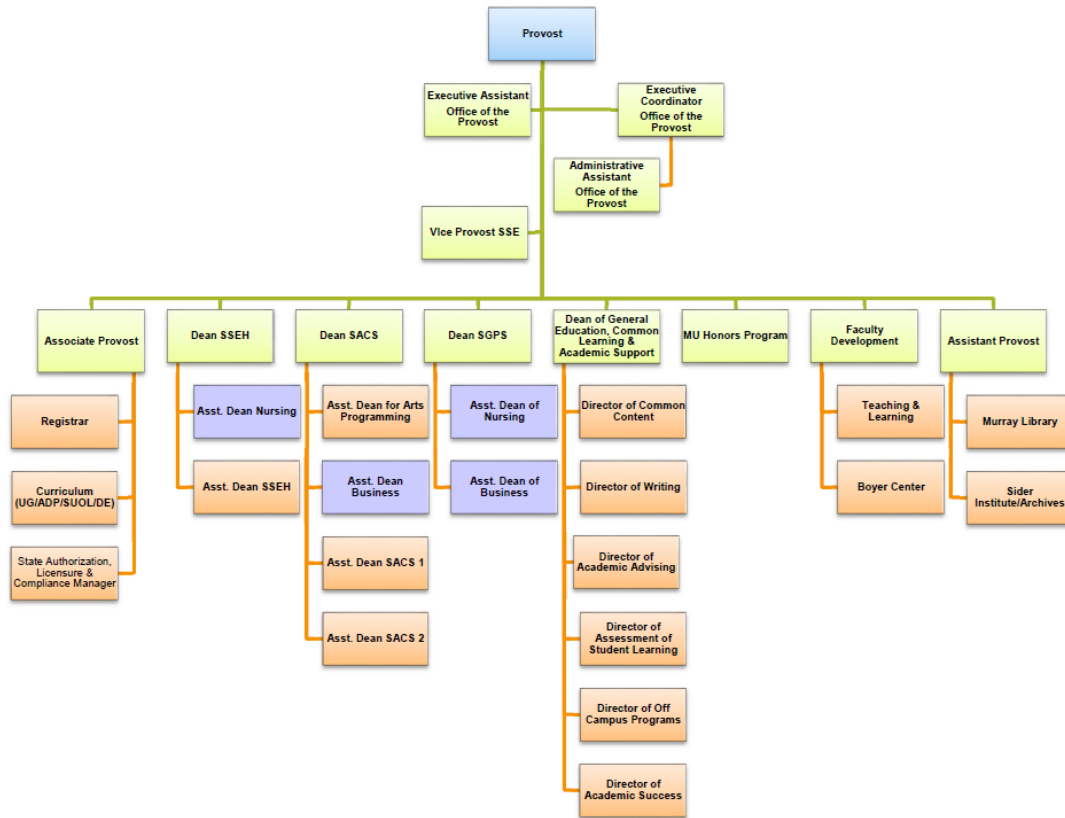 Provost
Executive Assistant
Office of the
Provost
Executive
Coordinator
Office of the
Provost
Administrative
Assistant
Office of the
Provost
VIce Provost SSE
Associate Provost
Dean SSEH
Dean SACS
Dean SGPS
Dean of General
Education, Common
Learning &
Academic Support
MU Honors Program
Faculty
Development
Assistant Provost
Registrar
Curriculum
(UG/ADP/SUOL/DE)
State Authorization,
Licensure &
Compliance Manager
Asst. Dean Nursing
Asst. Dean SSEH
Asst. Dean for Arts
Programming
Asst. Dean
Business
Asst. Dean SACS 1
Asst. Dean SACS 2
Asst. Dean of
Nursing
Asst. Dean of
Business
Director of Common
Content
Director of Writing
Director of
Academic Advising
Director of
Assessment of
Student Learning
Director of Off
Campus Programs
Director of
Academic Success
Teaching &
Learning
Boyer Center
Murray Library
Sider
Institute/Archives